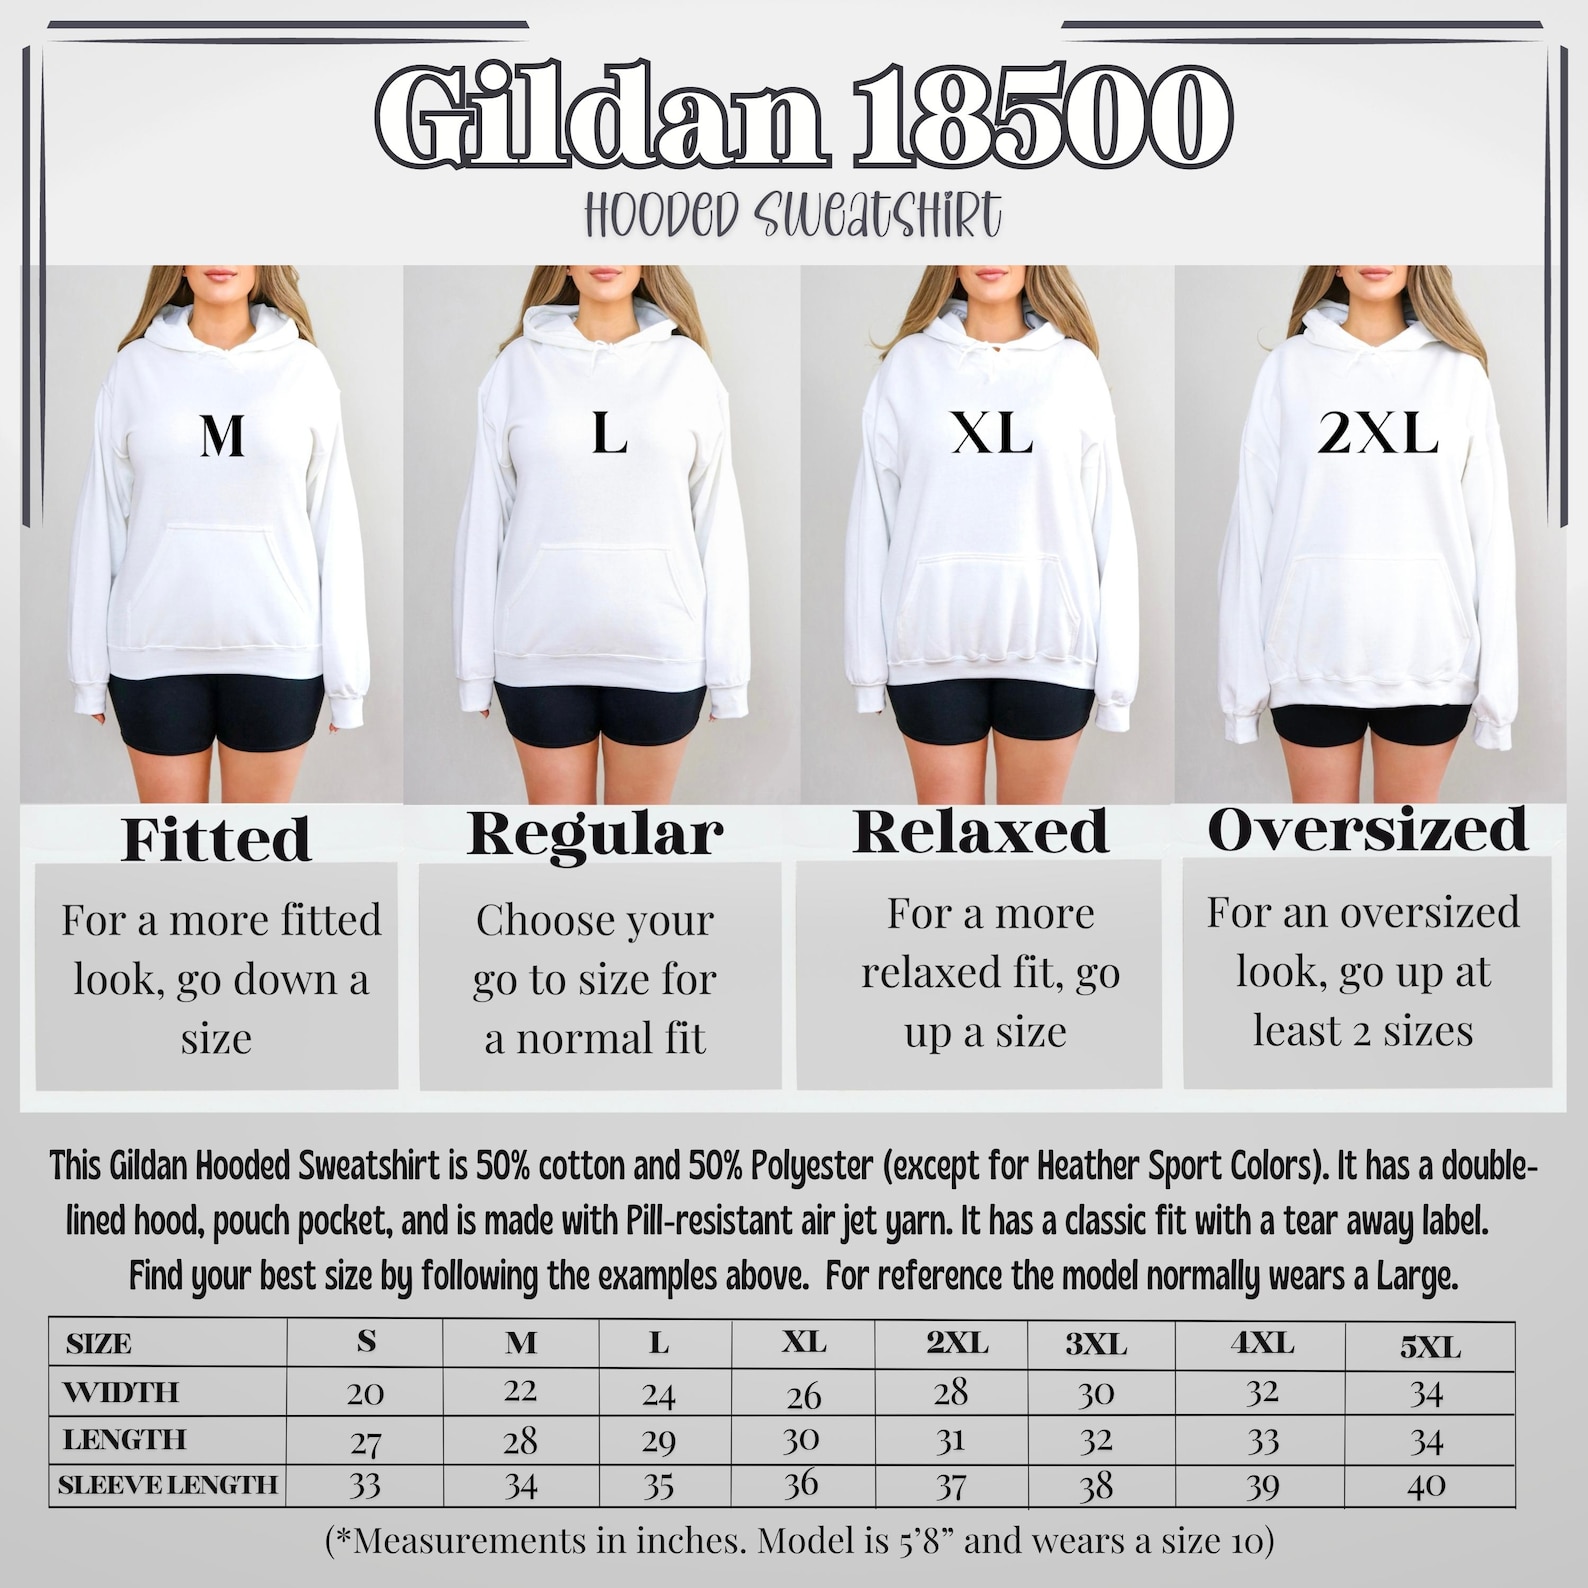 Gildan 18500
HOODED SWEATSHIRT
M
L
XL
2XL
Fitted
For a more fitted
look, go down a
size
Regular
Choose your
go to size for
a normal fit
Relaxed
For a more
relaxed fit, go
up a size
Oversized
For an oversized
look, go up at
least 2 sizes
This Gildan Hooded Sweatshirt is 50% cotton and 50% Polyester (except for Heather Sport Colors). It has a double-
lined hood, pouch pocket, and is made with Pill-resistant air jet yarn. It has a classic fit with a tear away label.
Find your best size by following the examples above. For reference the model normally wears a Large.
SIZE S M L XL 2XL 3XL 4XL 5XL
WIDTH 20 22 24 26 28 30 32 34
LENGTH 27 28 29 30 31 32 33 34
SLEEVE LENGTH 33 34 35 36 37 38 39 40
(*Measurements in inches. Model is 5’8” and wears a size 10)